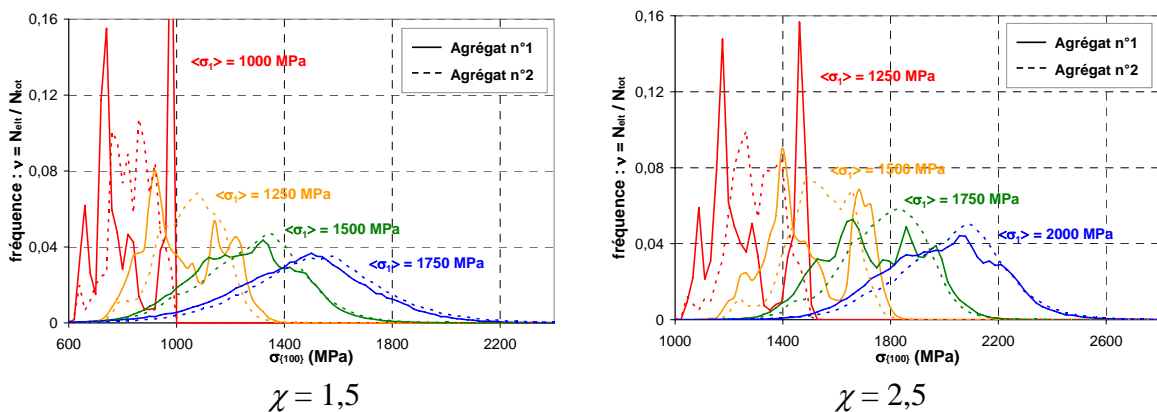 fréquence : ν = Nelt / Ntot
0,16
0,12
0,08
0,04
0
<σ1> = 1000 MPa
<σ1> = 1250 MPa
<σ1> = 1500 MPa
<σ1> = 1750 MPa
Agrégat n°1
Agrégat n°2
600 1000 1400 1800 2200
σ{100} (MPa)
χ = 1,5
fréquence : ν = Nelt / Ntot
0,16
0,12
0,08
0,04
0
<σ1> = 1250 MPa
<σ1> = 1500 MPa
<σ1> = 1750 MPa
<σ1> = 2000 MPa
Agrégat n°1
Agrégat n°2
1000 1400 1800 2200 2600
σ{100} (MPa)
χ = 2,5